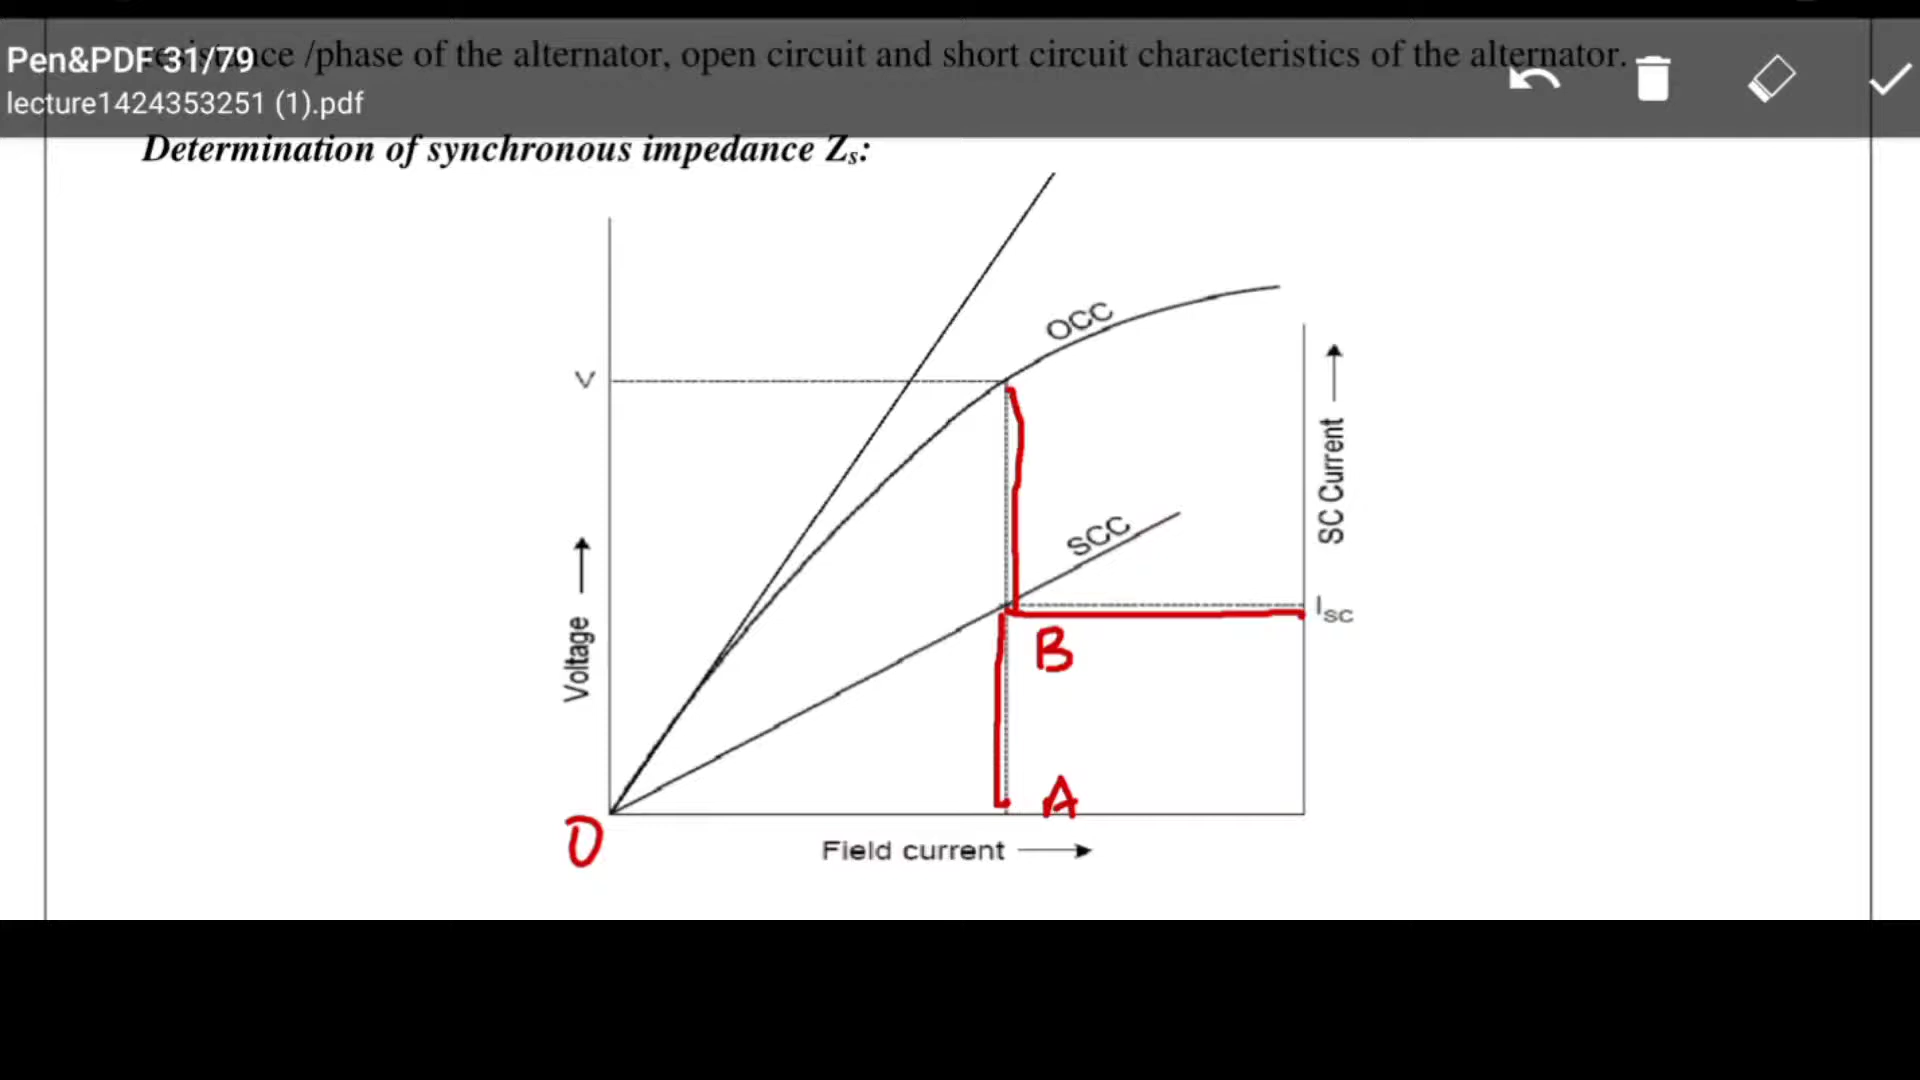 resistance /phase of the alternator, open circuit and short circuit characteristics of the alternator.
Pen&PDF 31/79
lecture1424353251 (1).pdf
Determination of synchronous impedance Zs:
OCC
V
SC Current
SCC
Voltage
Isc
B
A
O
Field current